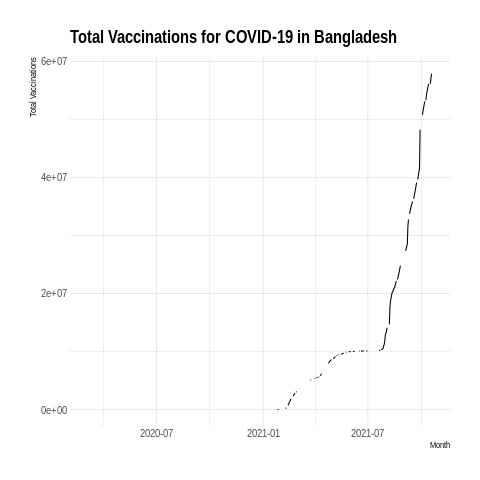 Total Vaccinations for COVID-19 in Bangladesh
Total Vaccinations
6e+07
4e+07
2e+07
0e+00
2020-07
2021-01
2021-07
Month